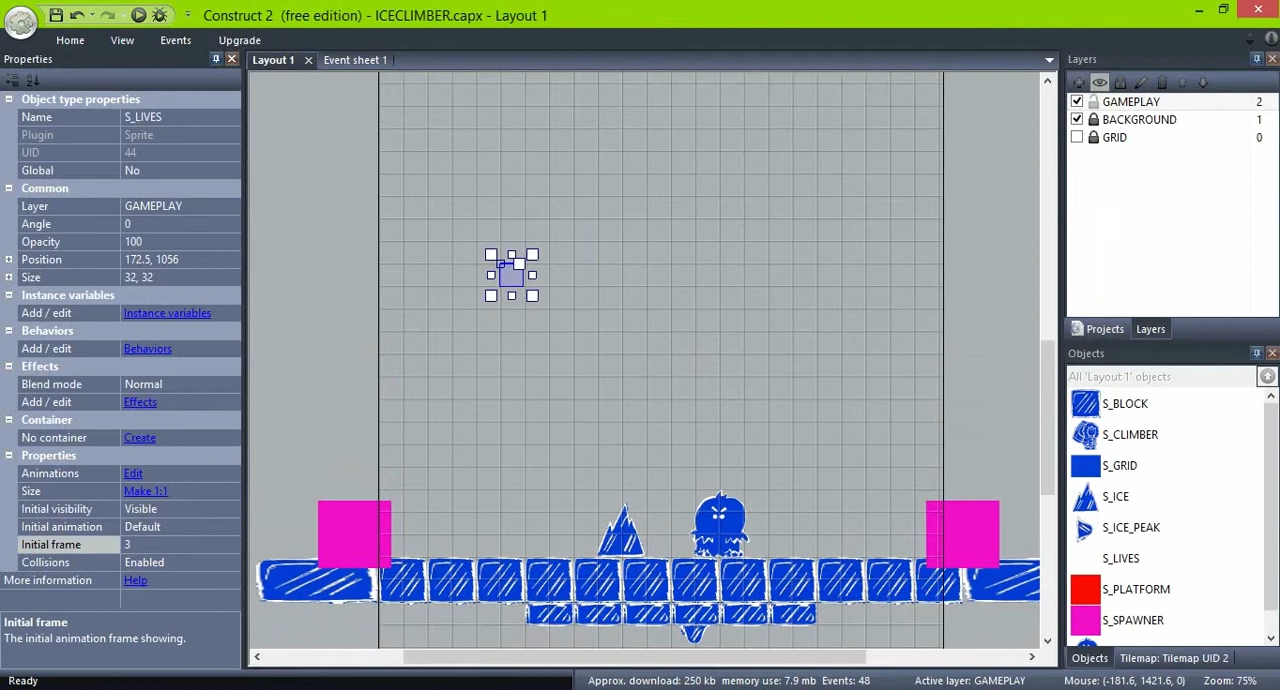 Construct 2 (free edition) - ICECLIMBER.capx - Layout 1
Home View Events Upgrade
Properties
Object type properties
Name S_LIVES
Plugin Sprite
UID 44
Global No
Common
Layer GAMEPLAY
Angle 0
Opacity 100
Position 172.5, 1056
Size 32, 32
Instance variables
Add / edit Instance variables
Behaviors
Add / edit Behaviors
Effects
Blend mode Normal
Add / edit Effects
Container
No container Create
Properties
Animations Edit
Size Make 1:1
Initial visibility Visible
Initial animation Default
Initial frame 3
Collisions Enabled
More information Help
Initial frame
The initial animation frame showing.
Layout 1 Event sheet 1
Layers
GAMEPLAY 2
BACKGROUND 1
GRID 0
Projects Layers
Objects
All 'Layout 1' objects
S_BLOCK
S_CLIMBER
S_GRID
S_ICE
S_ICE_PEAK
S_LIVES
S_PLATFORM
S_SPAWNER
Objects Tilemap: Tilemap UID 2
Ready Approx. download: 250 kb memory use: 7.9 mb Events: 48 Active layer: GAMEPLAY Mouse: (-181.6, 1421.6, 0) Zoom: 75%